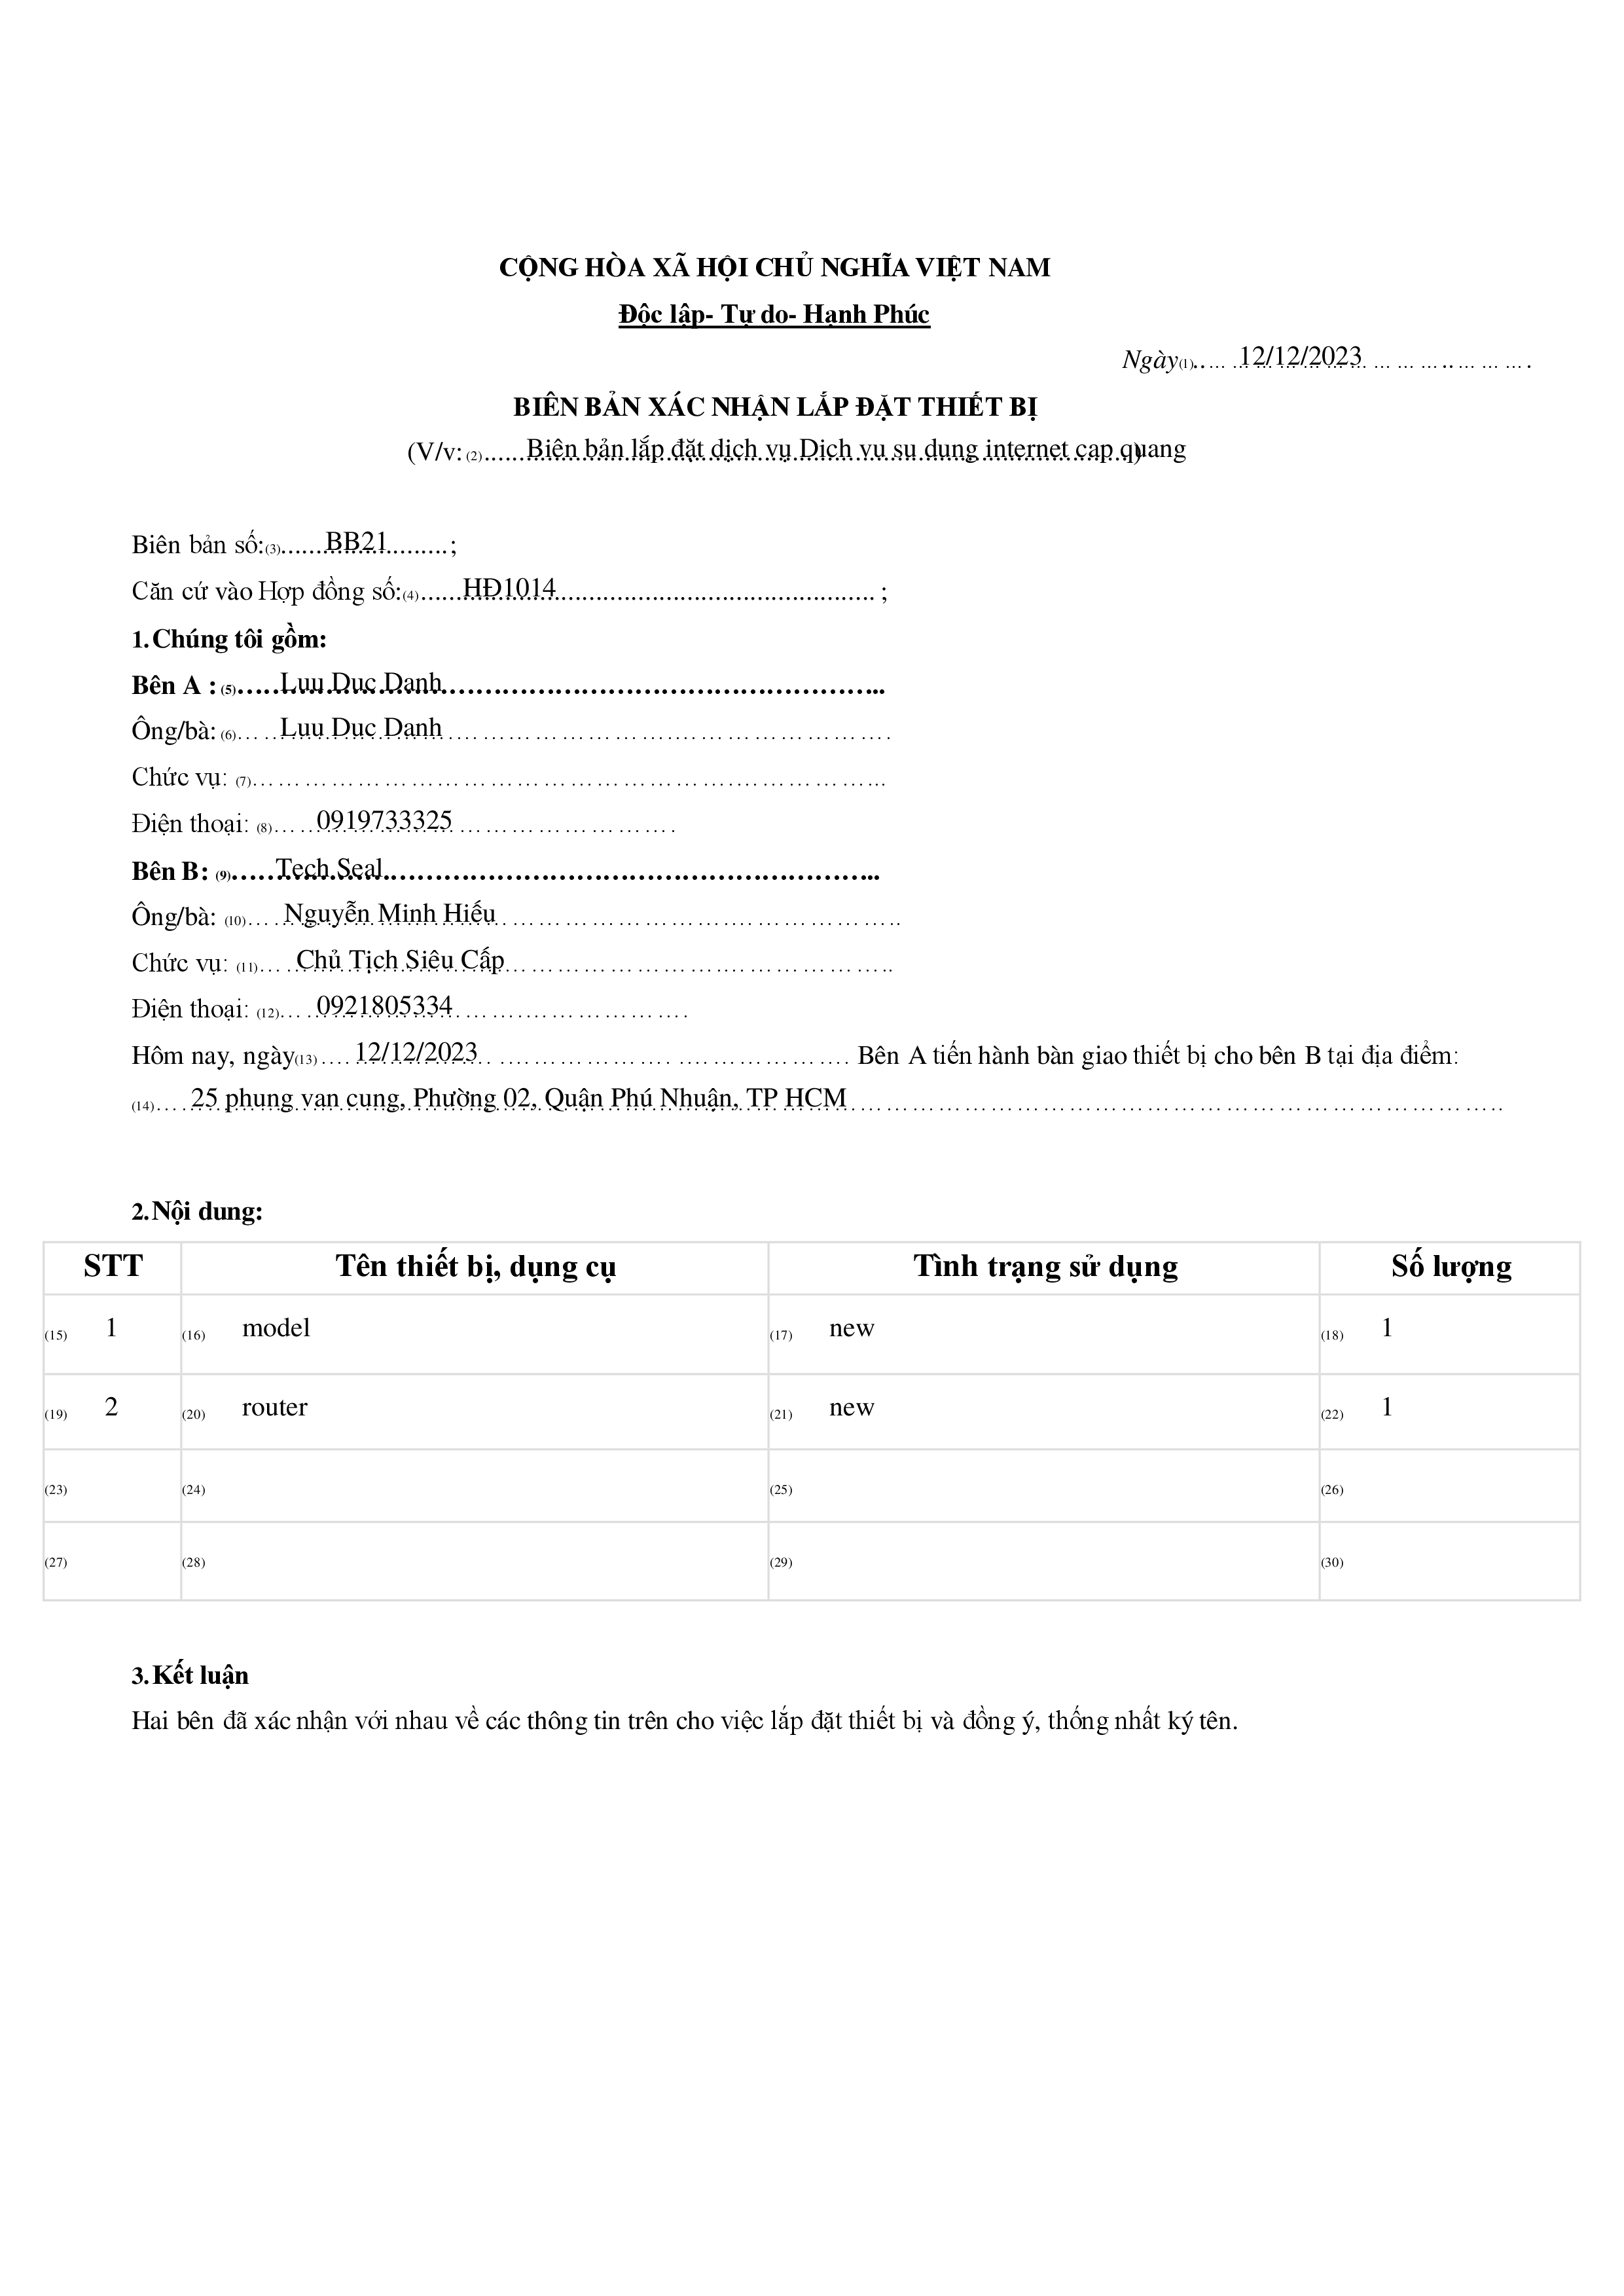 CỘNG HÒA XÃ HỘI CHỦ NGHĨA VIỆT NAM
Độc lập- Tự do- Hạnh Phúc
Ngày(1)..… 12/12/2023 ……………….
BIÊN BẢN XÁC NHẬN LẮP ĐẶT THIẾT BỊ
(V/v: (2)...... Biên bản lắp đặt dịch vụ Dich vu su dung internet cap quang)
Biên bản số:(3)...... BB21 ........;
Căn cứ vào Hợp đồng số:(4)...... HĐ1014 ........................ ;
1.Chúng tôi gồm:
Bên A : (5)…… Luu Duc Danh ………………………………..
Ông/bà: (6)…… Luu Duc Danh ……………………………….
Chức vụ: (7)……………………………………………………...
Điện thoại: (8)…… 0919733325 …………………….
Bên B: (9)…… Tech Seal ………………………………..
Ông/bà: (10)…… Nguyễn Minh Hiếu ……………………………..
Chức vụ: (11)…… Chủ Tịch Siêu Cấp ……………………………..
Điện thoại: (12)…… 0921805334 …………………….
Hôm nay, ngày(13)…. 12/12/2023 ……………………. Bên A tiến hành bàn giao thiết bị cho bên B tại địa điểm:
(14)…. 25 phung van cung, Phường 02, Quận Phú Nhuận, TP HCM ………………………………..
2.Nội dung:
STT Tên thiết bị, dụng cụ Tình trạng sử dụng Số lượng
(15) 1 (16) model (17) new (18) 1
(19) 2 (20) router (21) new (22) 1
(23) (24) (25) (26)
(27) (28) (29) (30)
3.Kết luận
Hai bên đã xác nhận với nhau về các thông tin trên cho việc lắp đặt thiết bị và đồng ý, thống nhất ký tên.